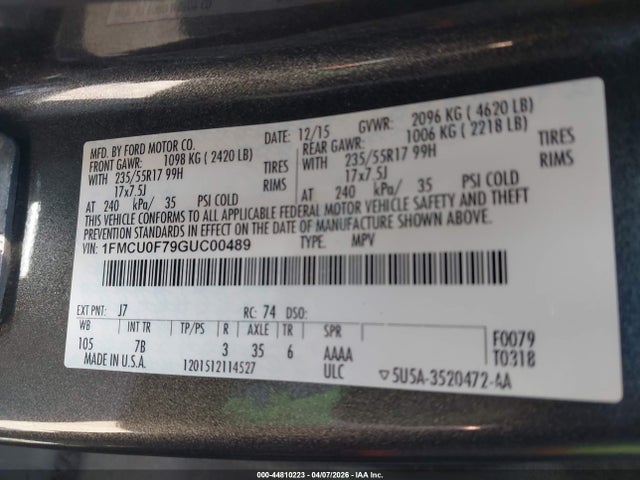 MFD. BY FORD MOTOR CO.
DATE: 12/15 GVWR: 2096 KG ( 4620 LB)
FRONT GAWR: 1098 KG ( 2420 LB) REAR GAWR: 1006 KG ( 2218 LB)
WITH 235/55R17 99H TIRES WITH 235/55R17 99H TIRES
17x7.5J RIMS 17x7.5J RIMS
AT 240 kPa/ 35 PSI COLD AT 240 kPa/ 35 PSI COLD
THIS VEHICLE CONFORMS TO ALL APPLICABLE FEDERAL MOTOR VEHICLE SAFETY AND THEFT
PREVENTION STANDARDS IN EFFECT ON THE DATE OF MANUFACTURE SHOWN ABOVE.
VIN: 1FMCU0F79GUC00489 TYPE: MPV
EXT PNT: J7 RC: 74 DSO:
WB INT TR TP/PS R AXLE TR SPR F0079
105 7B 3 35 6 AAAA T0318
MADE IN U.S.A. 1201512114527 ULC ▽5U5A-3520472-AA
000-44810223 - 04/07/2026 - IAA Inc.